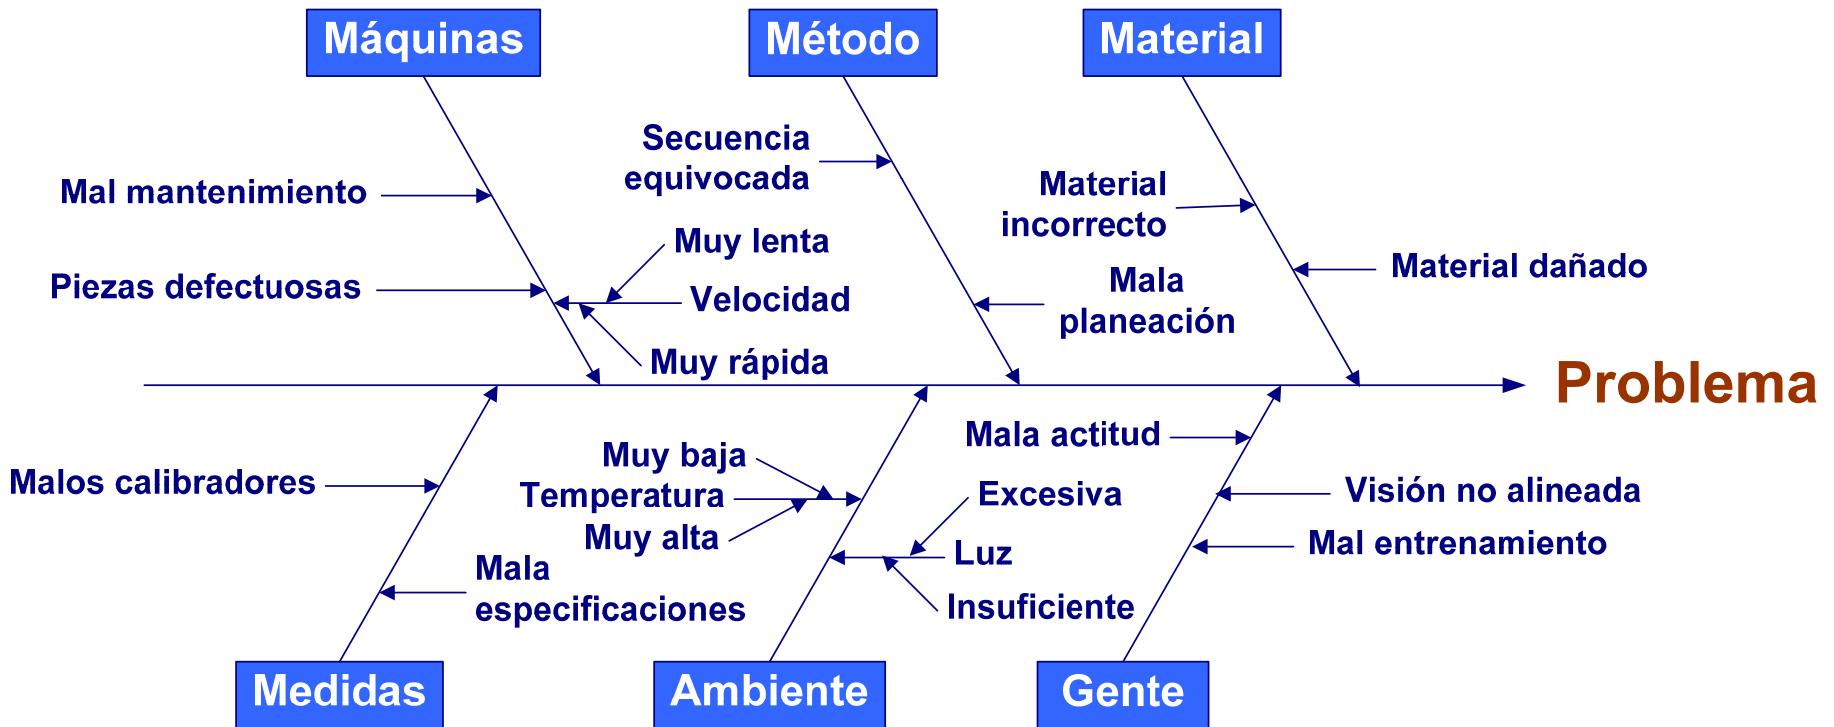 Máquinas
Método
Material
Secuencia
equivocada
Mal mantenimiento
Material
incorrecto
Muy lenta
Piezas defectuosas
Velocidad
Mala
planeación
Material dañado
Muy rápida
Problema
Mala actitud
Muy baja
Malos calibradores
Temperatura
Excesiva
Visión no alineada
Muy alta
Luz
Mal entrenamiento
Mala
especificaciones
Insuficiente
Medidas
Ambiente
Gente